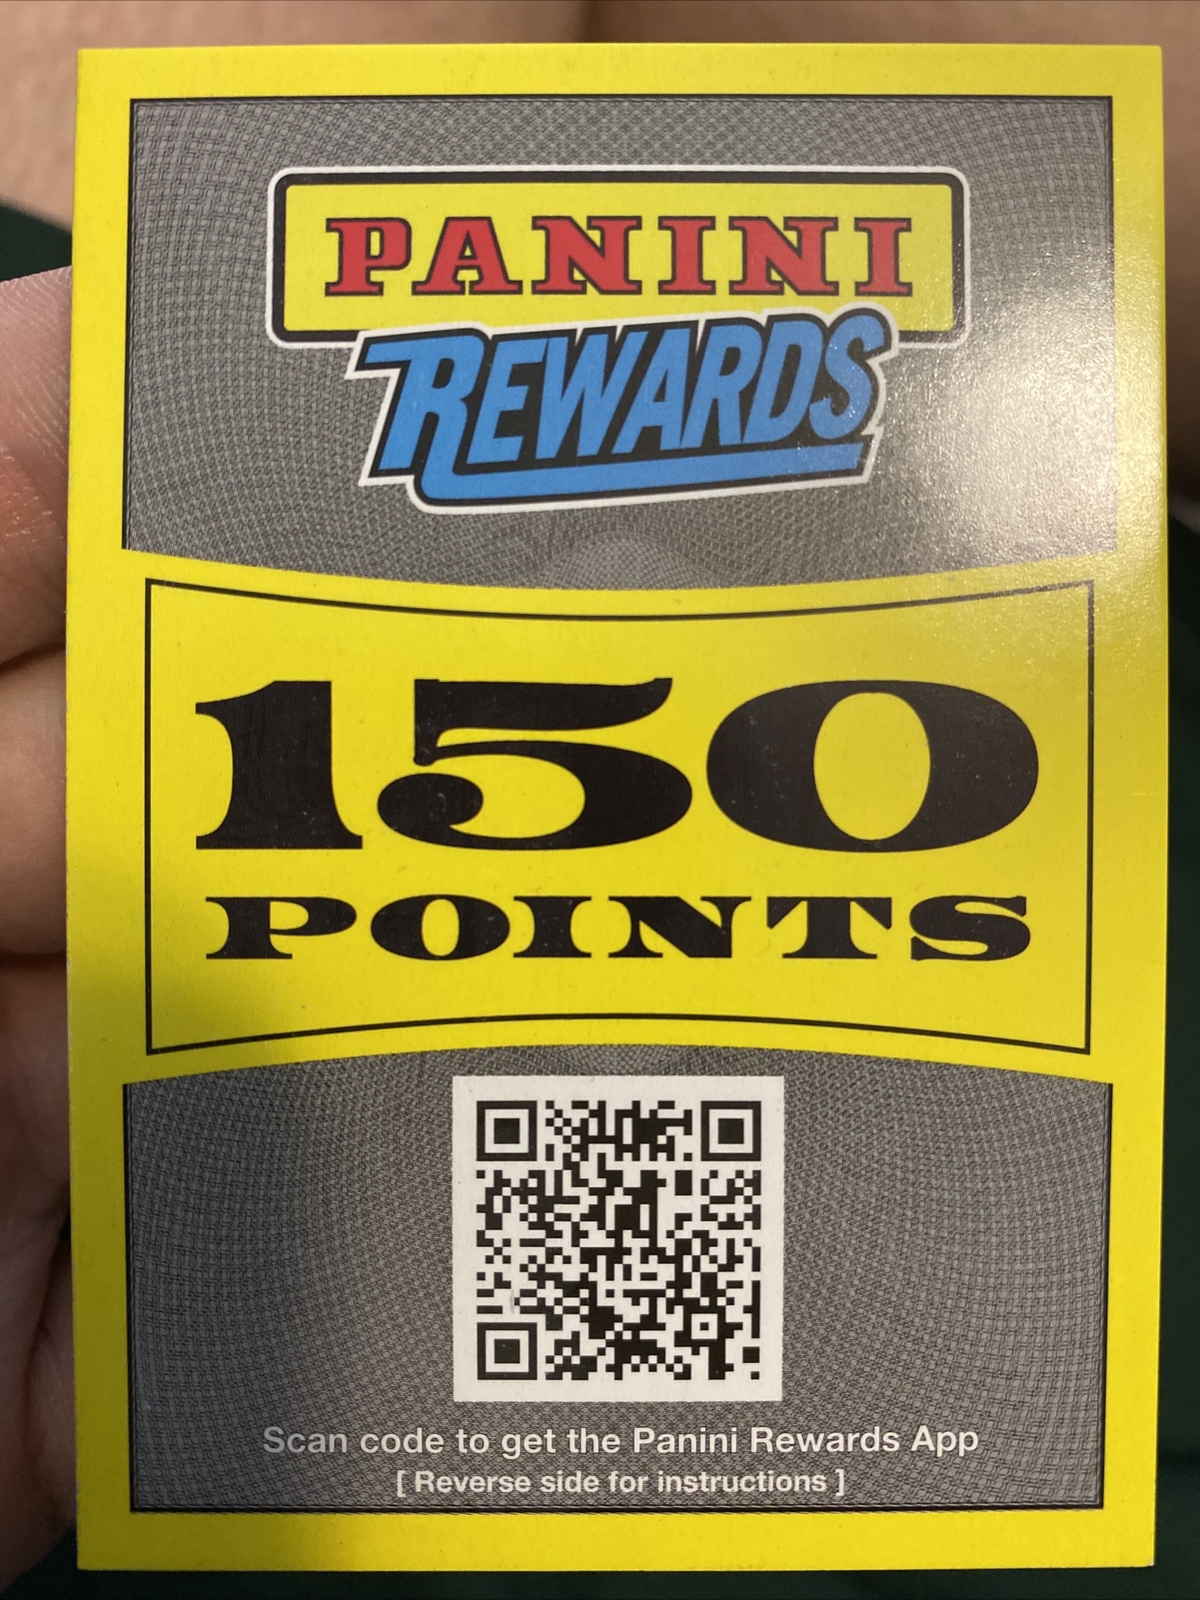 PANINI
REWARDS
150
POINTS
Scan code to get the Panini Rewards App
[ Reverse side for instructions ]